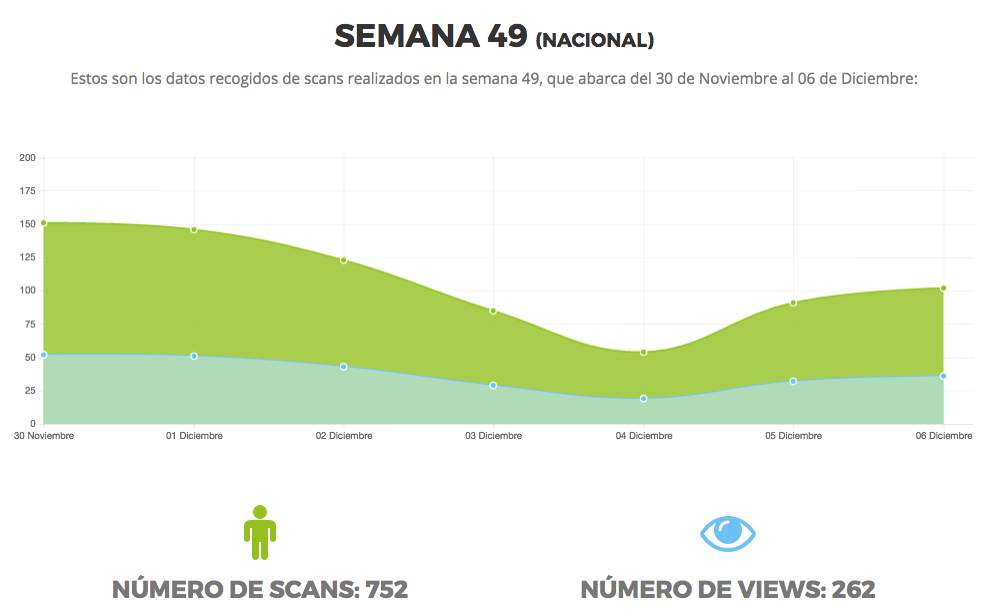 SEMANA 49 (NACIONAL)
Estos son los datos recogidos de scans realizados en la semana 49, que abarca del 30 de Noviembre al 06 de Diciembre:
200
175
150
125
100
75
50
25
0
30 Noviembre 01 Diciembre 02 Diciembre 03 Diciembre 04 Diciembre 05 Diciembre 06 Diciembre
NÚMERO DE SCANS: 752 NÚMERO DE VIEWS: 262